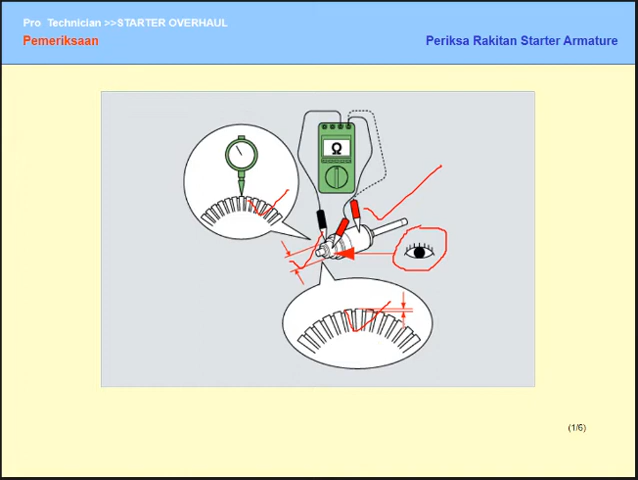 Pro Technician >>STARTER OVERHAUL
Pemeriksaan
Periksa Rakitan Starter Armature
Ω
(1/6)